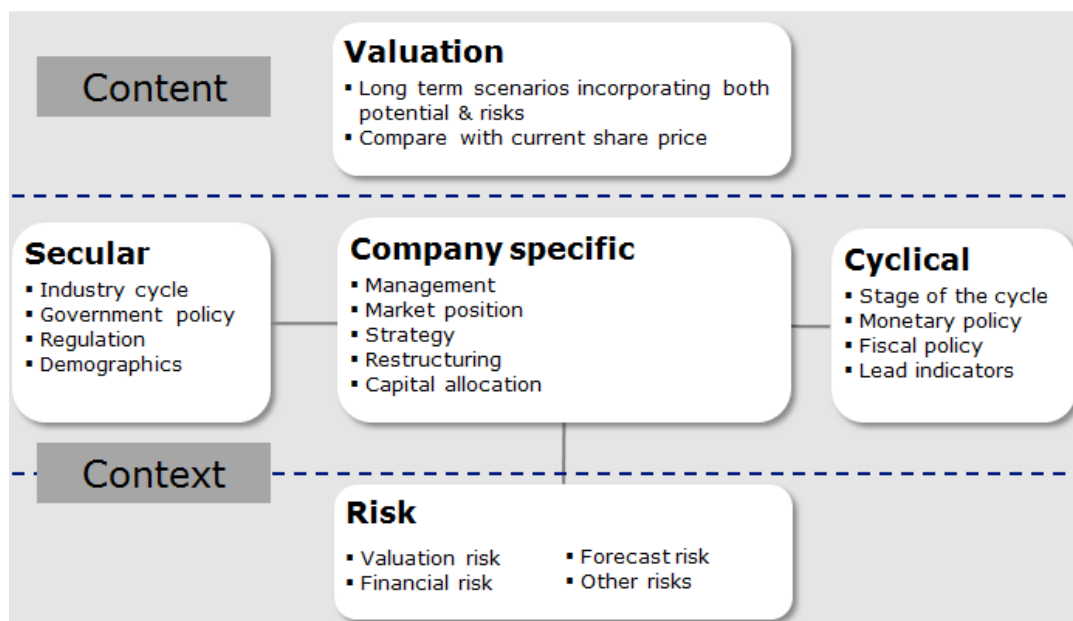 Content
Valuation
▪ Long term scenarios incorporating both
potential & risks
▪ Compare with current share price
Secular
▪ Industry cycle
▪ Government policy
▪ Regulation
▪ Demographics
Company specific
▪ Management
▪ Market position
▪ Strategy
▪ Restructuring
▪ Capital allocation
Cyclical
▪ Stage of the cycle
▪ Monetary policy
▪ Fiscal policy
▪ Lead indicators
Context
Risk
▪ Valuation risk
▪ Financial risk
▪ Forecast risk
▪ Other risks